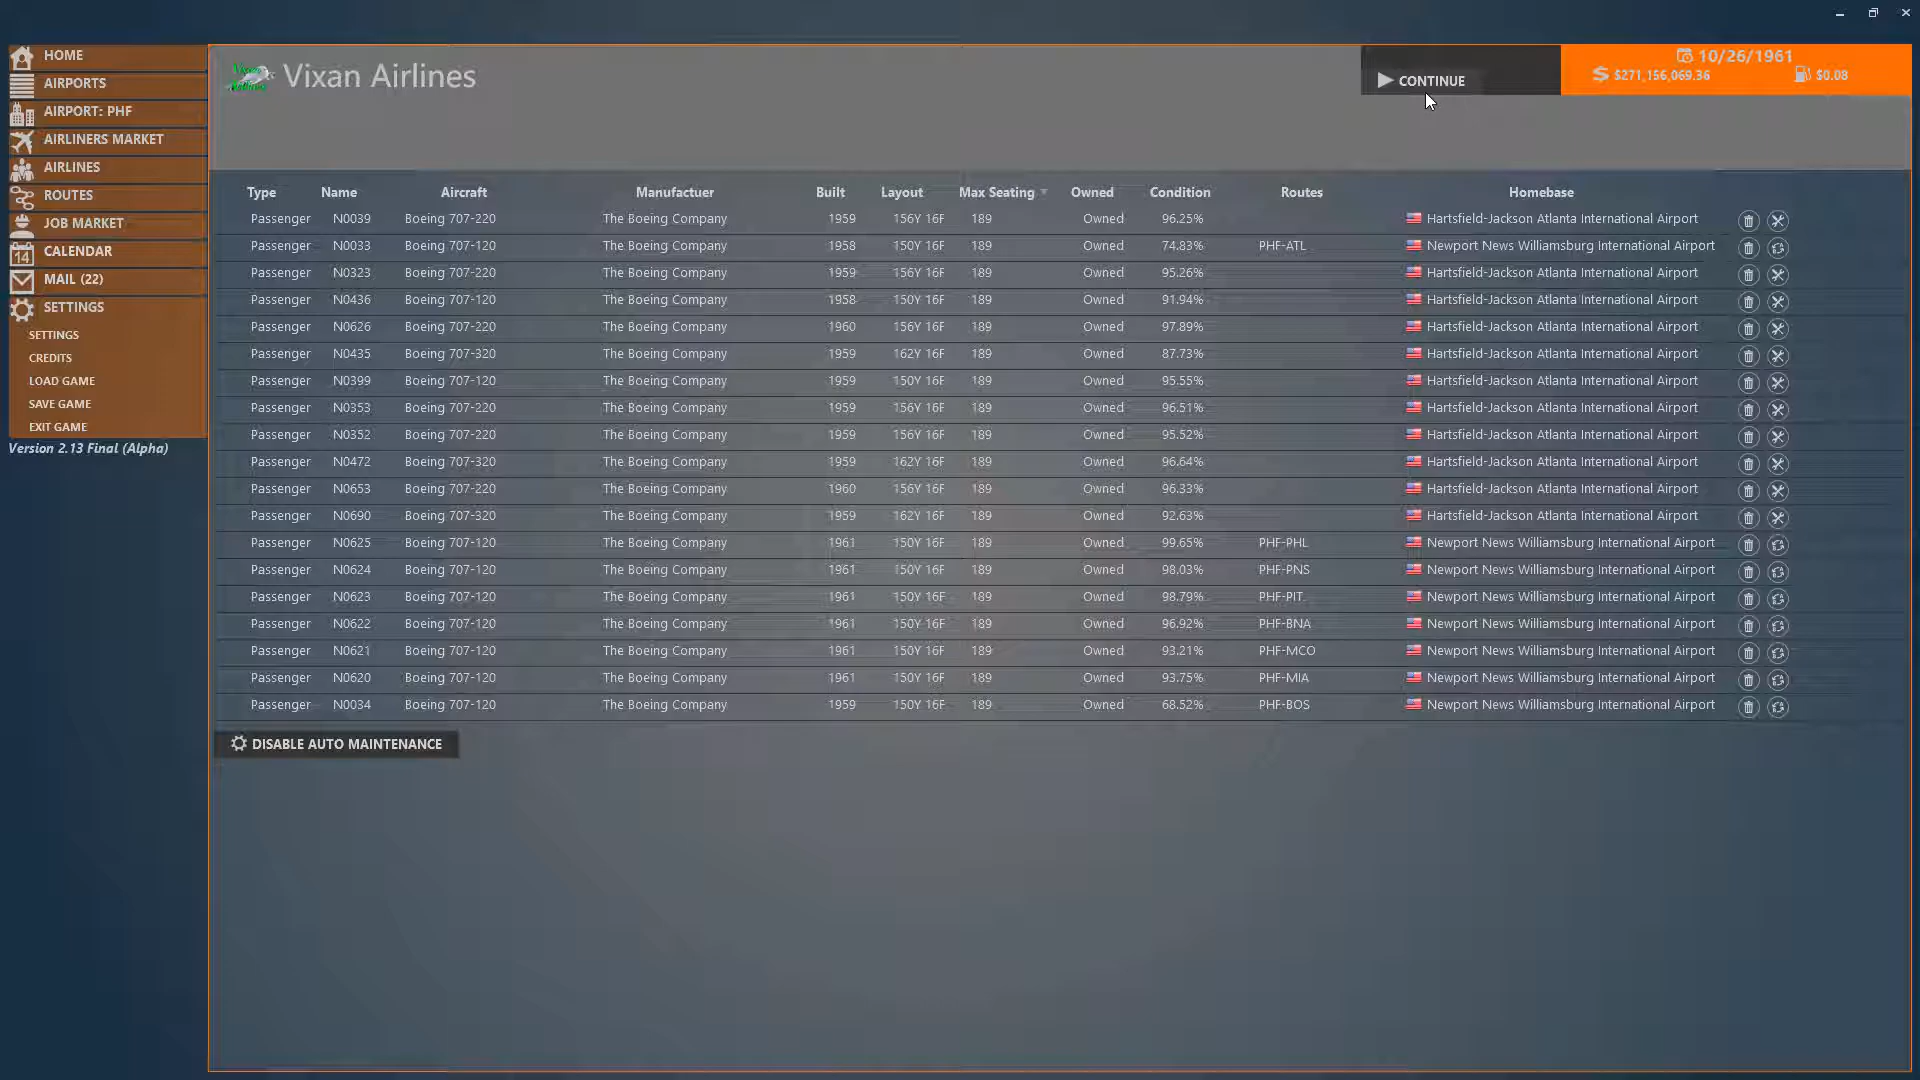 HOME
AIRPORTS
AIRPORT: PHF
AIRLINERS MARKET
AIRLINES
ROUTES
JOB MARKET
14
CALENDAR
MAIL (22)
SETTINGS
SETTINGS
CREDITS
LOAD GAME
SAVE GAME
EXIT GAME
Version 2.13 Final (Alpha)
Vixan Airlines
CONTINUE
10/26/1961
$271,156,069.36 $0.08
Type Name Aircraft Manufactuer Built Layout Max Seating Owned Condition Routes Homebase
Passenger N0039 Boeing 707-220 The Boeing Company 1959 156Y 16F 189 Owned 96.25% Hartsfield-Jackson Atlanta International Airport
Passenger N0033 Boeing 707-120 The Boeing Company 1958 150Y 16F 189 Owned 74.83% PHF-ATL Newport News Williamsburg International Airport
Passenger N0323 Boeing 707-220 The Boeing Company 1959 156Y 16F 189 Owned 95.26% Hartsfield-Jackson Atlanta International Airport
Passenger N0436 Boeing 707-120 The Boeing Company 1958 150Y 16F 189 Owned 91.94% Hartsfield-Jackson Atlanta International Airport
Passenger N0626 Boeing 707-220 The Boeing Company 1960 156Y 16F 189 Owned 97.89% Hartsfield-Jackson Atlanta International Airport
Passenger N0435 Boeing 707-320 The Boeing Company 1959 162Y 16F 189 Owned 87.73% Hartsfield-Jackson Atlanta International Airport
Passenger N0399 Boeing 707-120 The Boeing Company 1959 150Y 16F 189 Owned 95.55% Hartsfield-Jackson Atlanta International Airport
Passenger N0353 Boeing 707-220 The Boeing Company 1959 156Y 16F 189 Owned 96.51% Hartsfield-Jackson Atlanta International Airport
Passenger N0352 Boeing 707-220 The Boeing Company 1959 156Y 16F 189 Owned 95.52% Hartsfield-Jackson Atlanta International Airport
Passenger N0472 Boeing 707-320 The Boeing Company 1959 162Y 16F 189 Owned 96.64% Hartsfield-Jackson Atlanta International Airport
Passenger N0653 Boeing 707-220 The Boeing Company 1960 156Y 16F 189 Owned 96.33% Hartsfield-Jackson Atlanta International Airport
Passenger N0690 Boeing 707-320 The Boeing Company 1959 162Y 16F 189 Owned 92.63% Hartsfield-Jackson Atlanta International Airport
Passenger N0625 Boeing 707-120 The Boeing Company 1961 150Y 16F 189 Owned 99.65% PHF-PHL Newport News Williamsburg International Airport
Passenger N0624 Boeing 707-120 The Boeing Company 1961 150Y 16F 189 Owned 98.03% PHF-PNS Newport News Williamsburg International Airport
Passenger N0623 Boeing 707-120 The Boeing Company 1961 150Y 16F 189 Owned 98.79% PHF-PIT Newport News Williamsburg International Airport
Passenger N0622 Boeing 707-120 The Boeing Company 1961 150Y 16F 189 Owned 96.92% PHF-BNA Newport News Williamsburg International Airport
Passenger N0621 Boeing 707-120 The Boeing Company 1961 150Y 16F 189 Owned 93.21% PHF-MCO Newport News Williamsburg International Airport
Passenger N0620 Boeing 707-120 The Boeing Company 1961 150Y 16F 189 Owned 93.75% PHF-MIA Newport News Williamsburg International Airport
Passenger N0034 Boeing 707-120 The Boeing Company 1959 150Y 16F 189 Owned 68.52% PHF-BOS Newport News Williamsburg International Airport
DISABLE AUTO MAINTENANCE